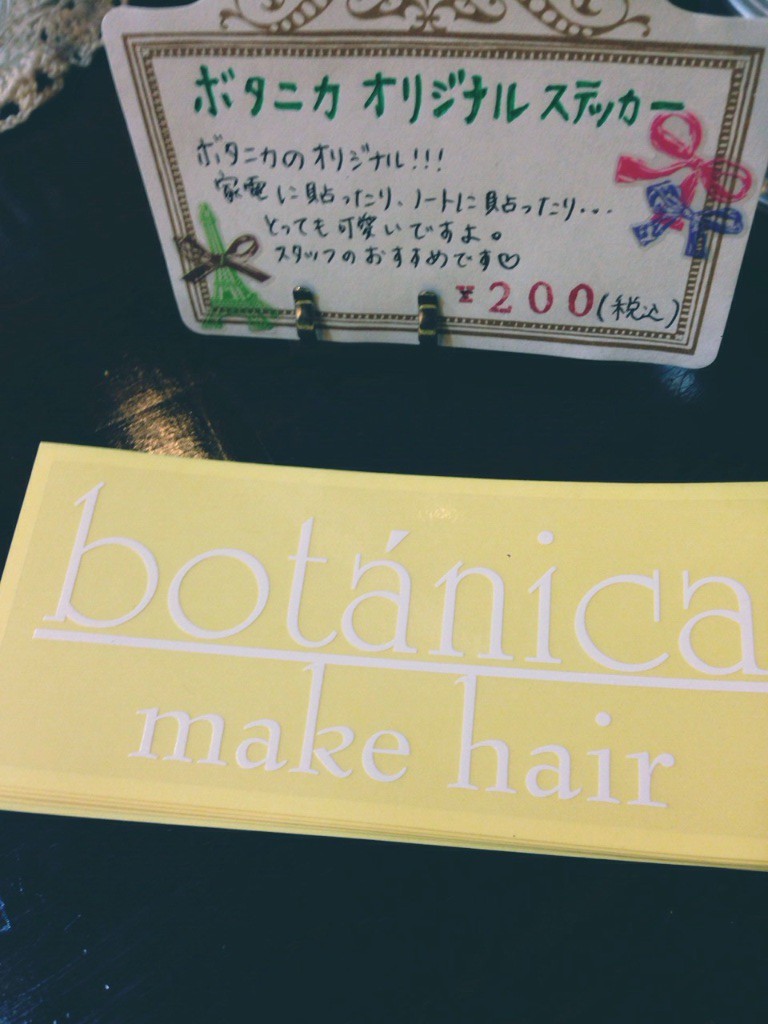 ボタニカ オリジナル ステッカー
ボタニカのオリジナル!!!
家電に貼ったり、ノートに貼ったり...
とっても可愛いですよ。
スタッフのおすすめです♡
¥200(税込)
botánica
make hair